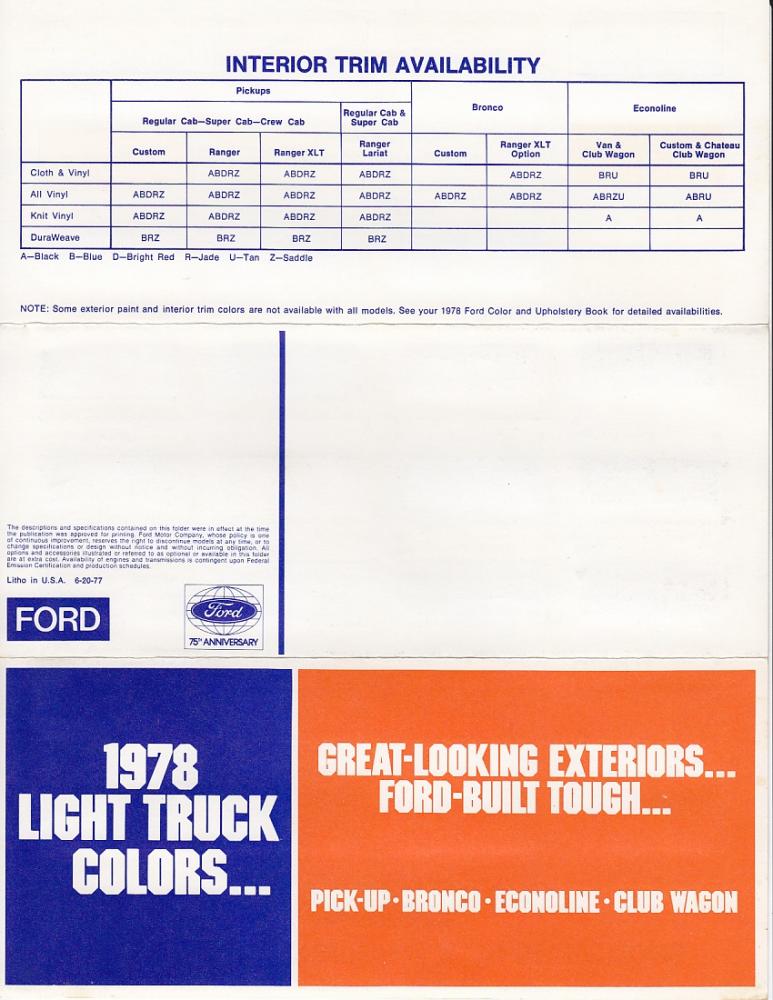 INTERIOR TRIM AVAILABILITY
Pickups
Bronco
Econoline
Regular Cab—Super Cab—Crew Cab
Regular Cab &
Super Cab
Custom Ranger Ranger XLT Ranger Lariat Custom Ranger XLT Option Van & Club Wagon Custom & Chateau Club Wagon
Cloth & Vinyl ABDRZ ABDRZ ABDRZ ABDRZ BRU BRU
All Vinyl ABDRZ ABDRZ ABDRZ ABDRZ ABDRZ ABDRZ ABRZU ABRU
Knit Vinyl ABDRZ ABDRZ ABDRZ ABDRZ A A
DuraWeave BRZ BRZ BRZ BRZ
A—Black B—Blue D—Bright Red R—Jade U—Tan Z—Saddle
NOTE: Some exterior paint and interior trim colors are not available with all models. See your 1978 Ford Color and Upholstery Book for detailed availabilities.
The descriptions and specifications contained on this folder were in effect at the time
the publication was approved for printing. Ford Motor Company, whose policy is one
of continuous improvement, reserves the right to discontinue models at any time, or to
change specifications or design without notice and without incurring obligation. All
options and accessories illustrated or referred to as optional or available in this folder
are at extra cost. Availability of engines and transmissions is contingent upon Federal
Emission Certification and production schedules.
Litho in U.S.A. 6-20-77
FORD
Ford
75TH ANNIVERSARY
1978
LIGHT TRUCK
COLORS...
GREAT-LOOKING EXTERIORS...
FORD-BUILT TOUGH...
PICK-UP • BRONCO • ECONOLINE • CLUB WAGON